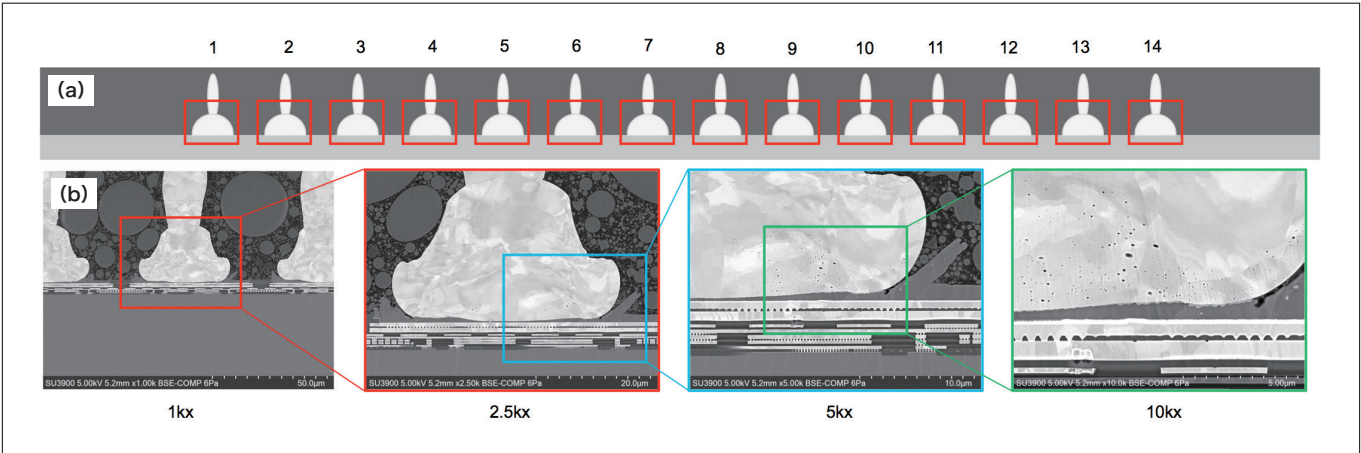 1 2 3 4 5 6 7 8 9 10 11 12 13 14
(a)
(b)
SU3900 5.00kV 5.2mm x1.00k BSE-COMP 6Pa 50.0µm
SU3900 5.00kV 5.2mm x2.50k BSE-COMP 6Pa 20.0µm
SU3900 5.00kV 5.2mm x5.00k BSE-COMP 6Pa 10.0µm
SU3900 5.00kV 5.2mm x10.0k BSE-COMP 6Pa 5.00µm
1kx 2.5kx 5kx 10kx